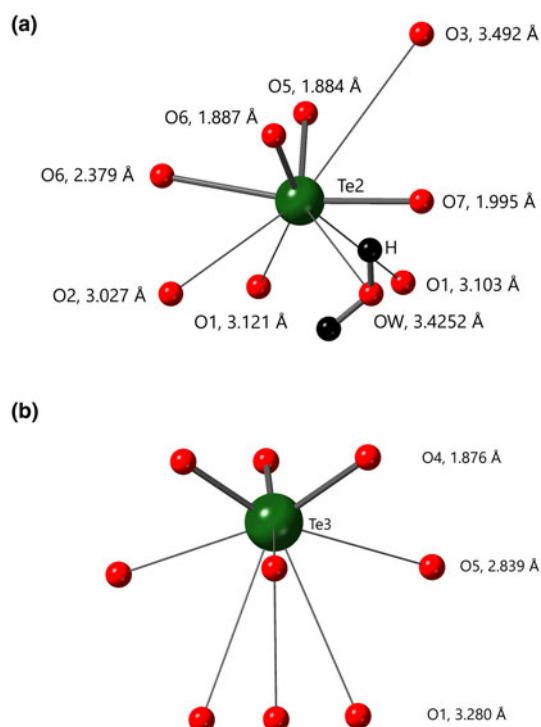 (a)
O3, 3.492 Å
O5, 1.884 Å
O6, 1.887 Å
O6, 2.379 Å
Te2
O7, 1.995 Å
H
O2, 3.027 Å
O1, 3.121 Å
O1, 3.103 Å
OW, 3.4252 Å
(b)
O4, 1.876 Å
Te3
O5, 2.839 Å
O1, 3.280 Å